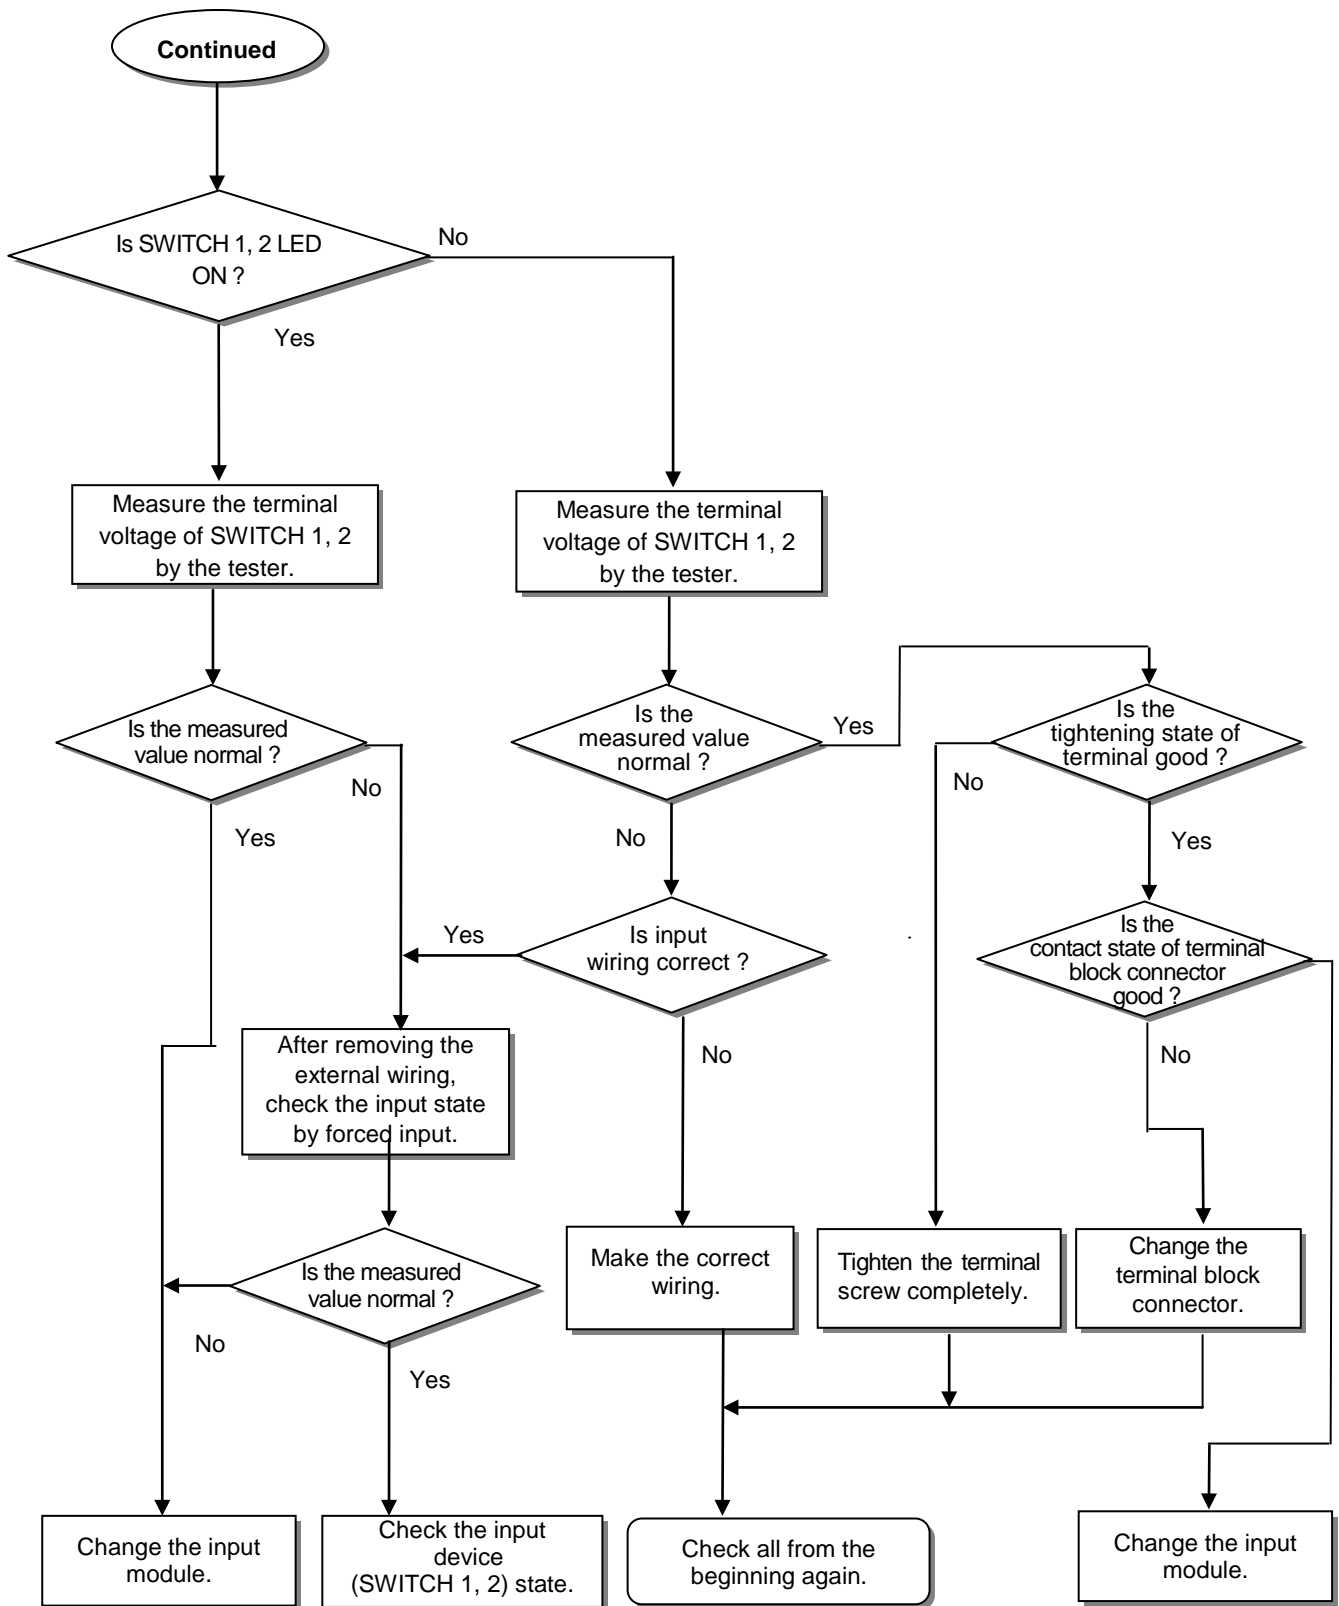 Continued
Is SWITCH 1, 2 LED
ON ?
No
Yes
Measure the terminal
voltage of SWITCH 1, 2
by the tester.
Measure the terminal
voltage of SWITCH 1, 2
by the tester.
Is the measured
value normal ?
No
Yes
Is the
measured value
normal ?
Yes
No
Is the
tightening state of
terminal good ?
No
Yes
Is input
wiring correct ?
Yes
No
Is the
contact state of terminal
block connector
good ?
No
After removing the
external wiring,
check the input state
by forced input.
Is the measured
value normal ?
No
Yes
Make the correct
wiring.
Tighten the terminal
screw completely.
Change the
terminal block
connector.
Change the input
module.
Check the input
device
(SWITCH 1, 2) state.
Check all from the
beginning again.
Change the input
module.